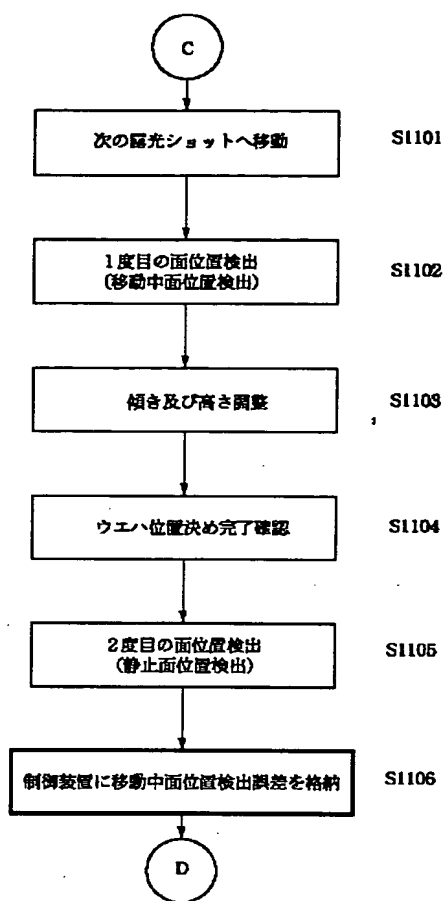 C
次の露光ショットへ移動
S1101
1度目の面位置検出
(移動中面位置検出)
S1102
傾き及び高さ調整
S1103
ウエハ位置決め完了確認
S1104
2度目の面位置検出
(静止面位置検出)
S1105
制御装置に移動中面位置検出誤差を格納
S1106
D